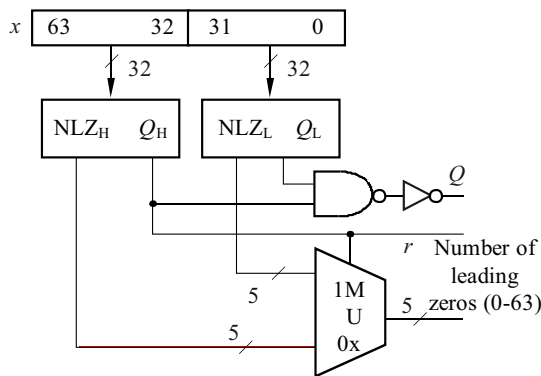 x 63 32 31 0
32 32
NLZH QH NLZL QL
Q
r Number of
leading
zeros (0-63)
5 1M 5
U
5 0x